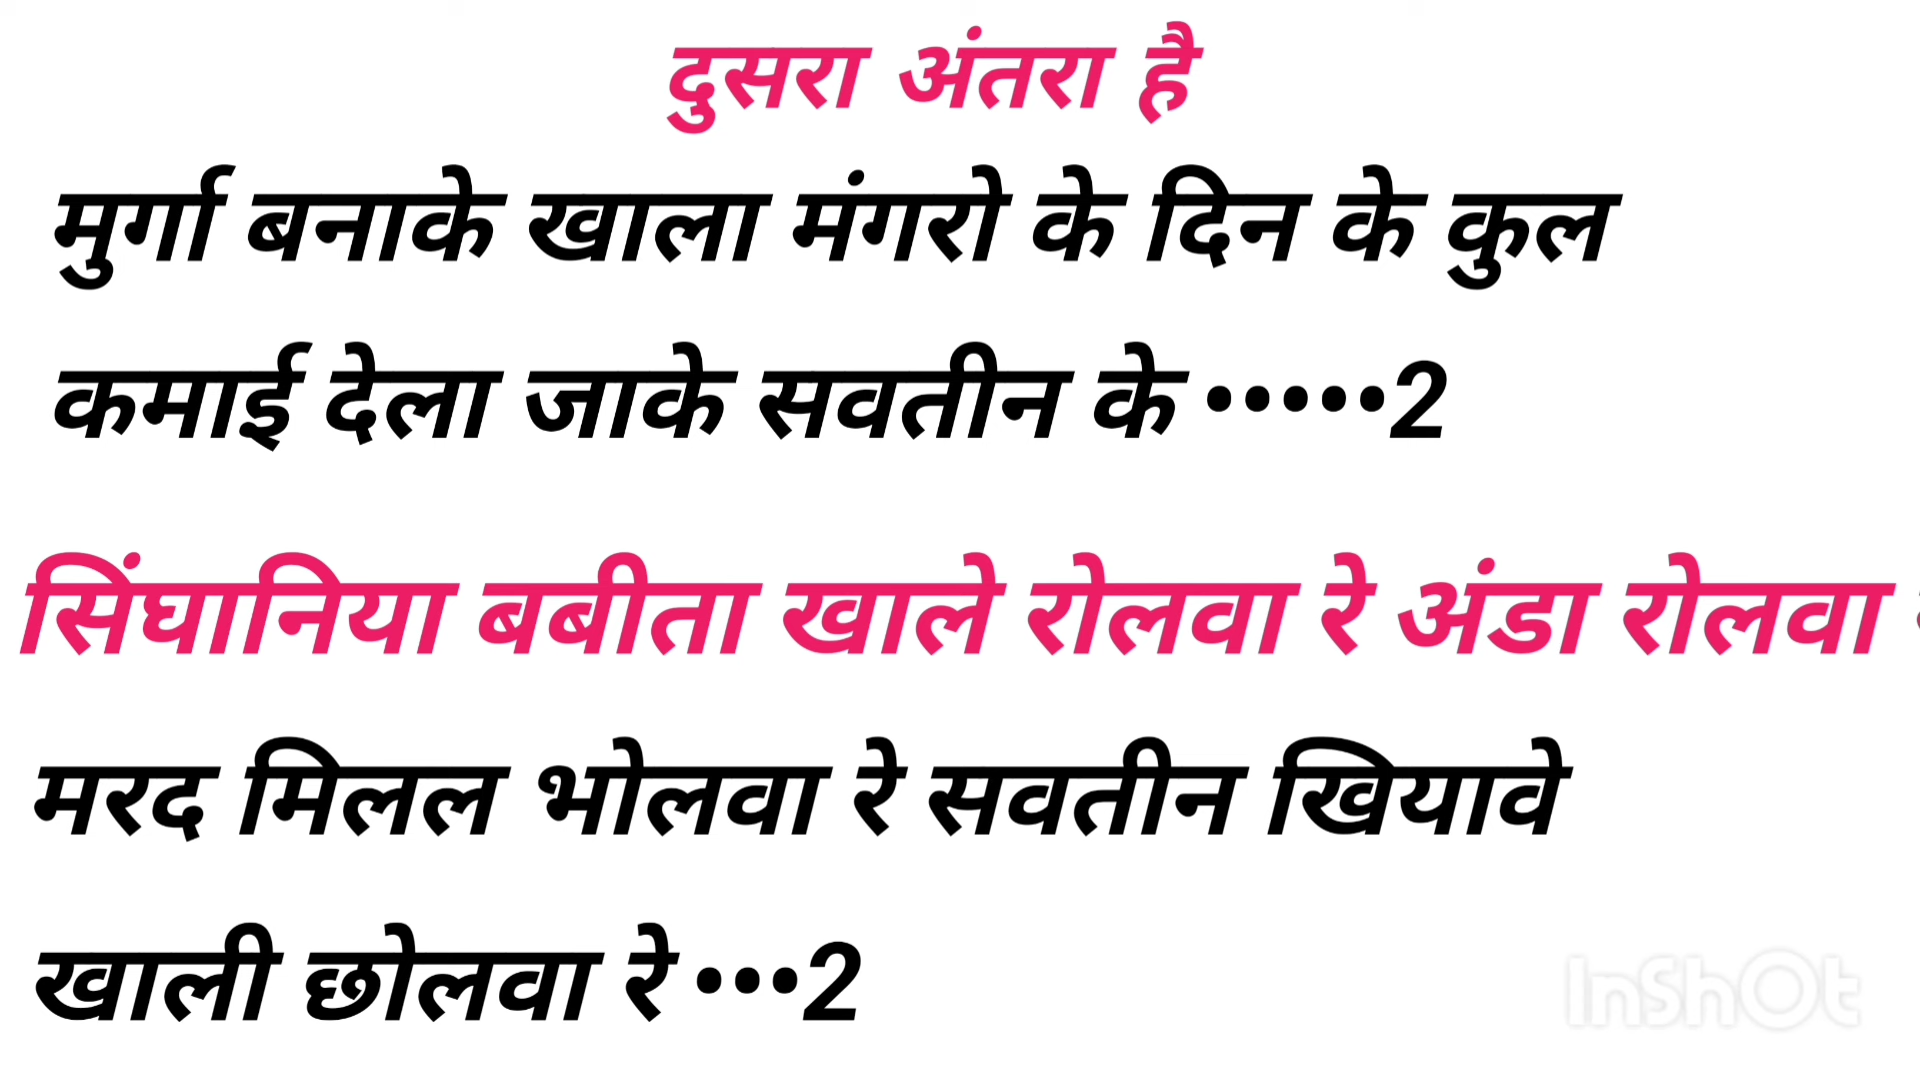 दुसरा अंतरा है
मुर्गा बनाके खाला मंगरो के दिन के कुल
कमाई देला जाके सवतीन के •••••2
सिंघानिया बबीता खाले रोलवा रे अंडा रोलवा
मरद मिलल भोलवा रे सवतीन खियावे
खाली छोलवा रे •••2
InShOt